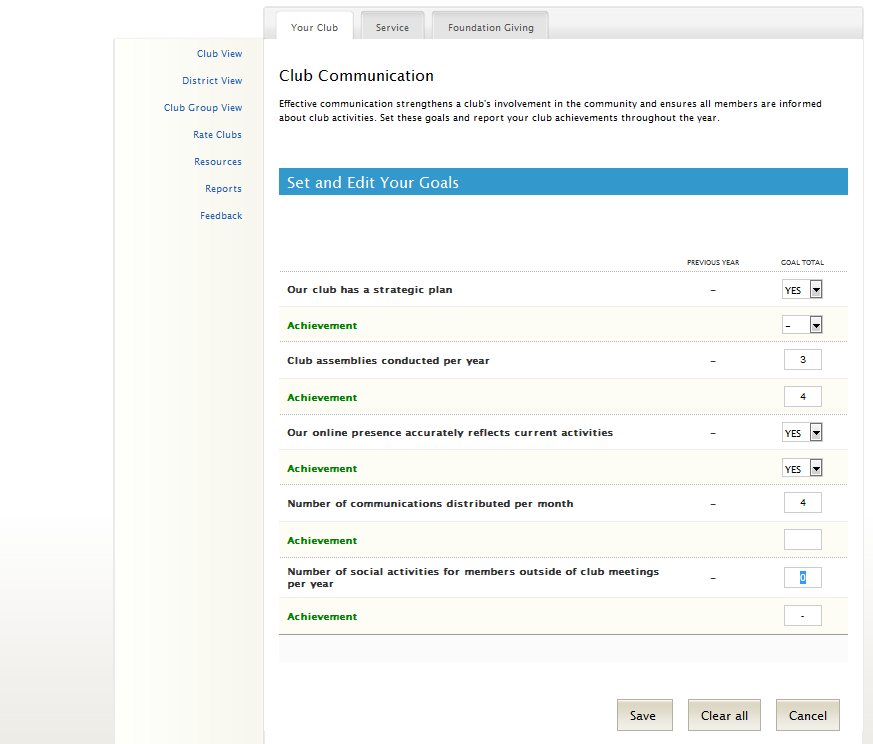 Your Club
Service
Foundation Giving
Club View
District View
Club Group View
Rate Clubs
Resources
Reports
Feedback
Club Communication
Effective communication strengthens a club's involvement in the community and ensures all members are informed
about club activities. Set these goals and report your club achievements throughout the year.
Set and Edit Your Goals
PREVIOUS YEAR GOAL TOTAL
Our club has a strategic plan – YES
Achievement –
Club assemblies conducted per year – 3
Achievement 4
Our online presence accurately reflects current activities – YES
Achievement YES
Number of communications distributed per month – 4
Achievement
Number of social activities for members outside of club meetings
per year – 0
Achievement -
Save Clear all Cancel